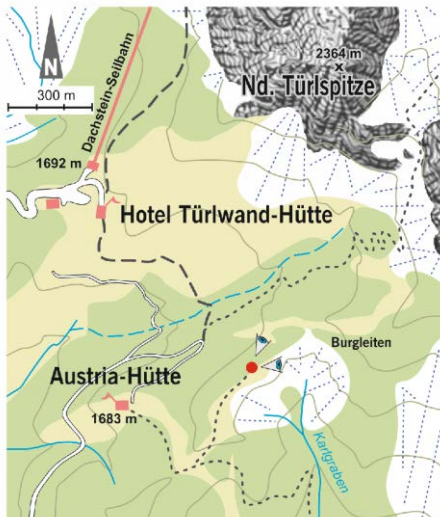 2364 m
x
Nd. Türlspitze
N
300 m
Dachstein-Seilbahn
1692 m
Hotel Türlwand-Hütte
Burgleiten
Austria-Hütte
1683 m
Karlgraben